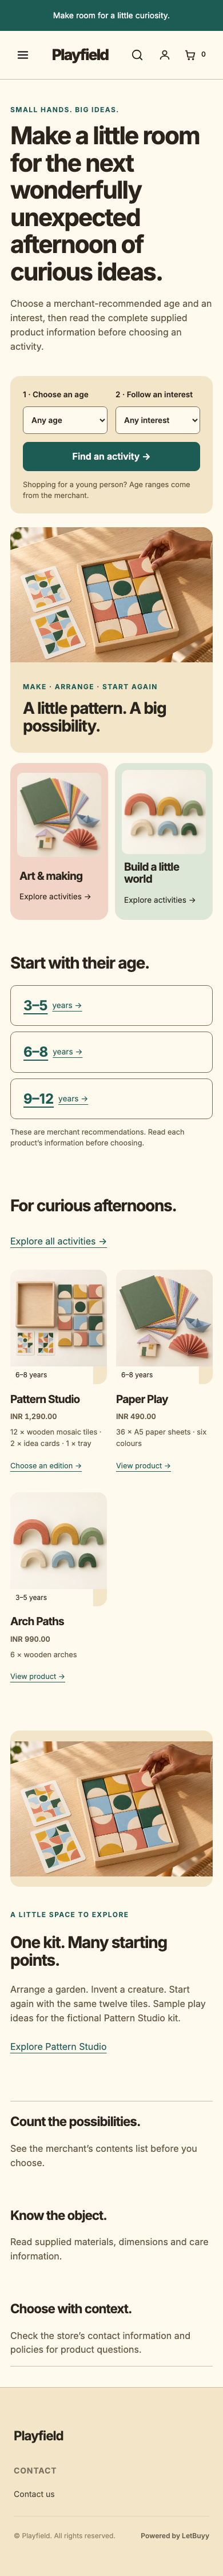 Make room for a little curiosity.
Playfield
0
SMALL HANDS. BIG IDEAS.
Make a little room
for the next
wonderfully
unexpected
afternoon of
curious ideas.
Choose a merchant-recommended age and an
interest, then read the complete supplied
product information before choosing an
activity.
1 · Choose an age
2 · Follow an interest
Any age
Any interest
Find an activity →
Shopping for a young person? Age ranges come
from the merchant.
MAKE · ARRANGE · START AGAIN
A little pattern. A big
possibility.
Art & making
Explore activities →
Build a little
world
Explore activities →
Start with their age.
3–5 years →
6–8 years →
9–12 years →
These are merchant recommendations. Read each
product's information before choosing.
For curious afternoons.
Explore all activities →
6–8 years
Pattern Studio
INR 1,290.00
12 × wooden mosaic tiles ·
2 × idea cards · 1 × tray
Choose an edition →
6–8 years
Paper Play
INR 490.00
36 × A5 paper sheets · six
colours
View product →
3–5 years
Arch Paths
INR 990.00
6 × wooden arches
View product →
A LITTLE SPACE TO EXPLORE
One kit. Many starting
points.
Arrange a garden. Invent a creature. Start
again with the same twelve tiles. Sample play
ideas for the fictional Pattern Studio kit.
Explore Pattern Studio
Count the possibilities.
See the merchant's contents list before you
choose.
Know the object.
Read supplied materials, dimensions and care
information.
Choose with context.
Check the store's contact information and
policies for product questions.
Playfield
CONTACT
Contact us
© Playfield. All rights reserved.
Powered by LetBuyy